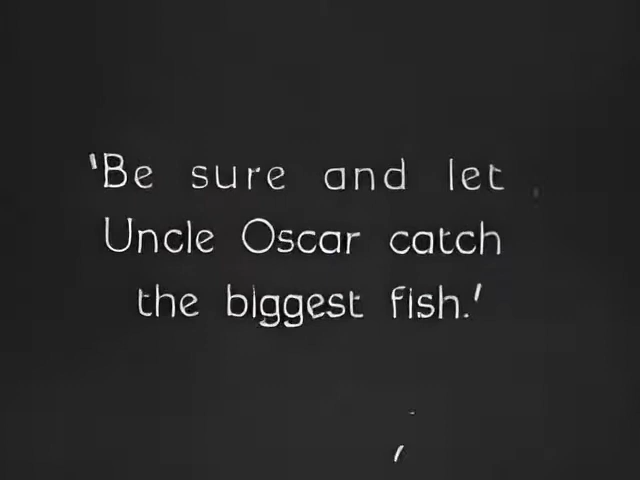 'Be sure and let
Uncle Oscar catch
the biggest fish.'